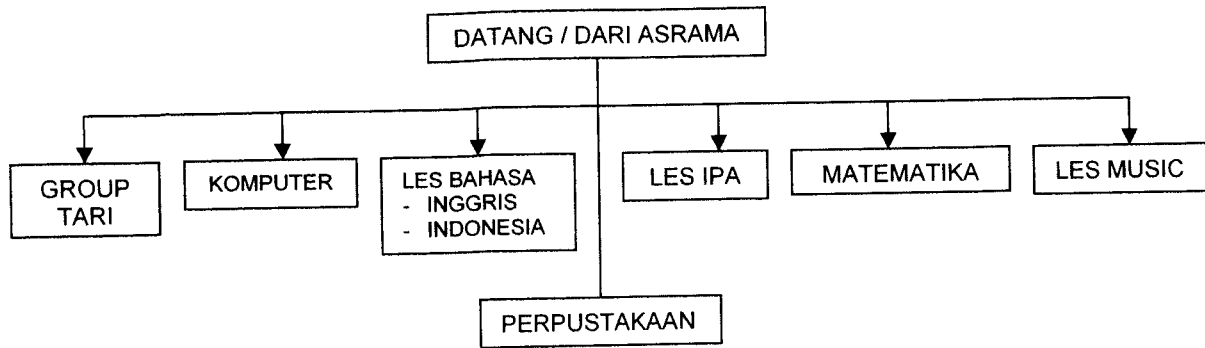 DATANG / DARI ASRAMA
GROUP
TARI
KOMPUTER
LES BAHASA
- INGGRIS
- INDONESIA
LES IPA
MATEMATIKA
LES MUSIC
PERPUSTAKAAN